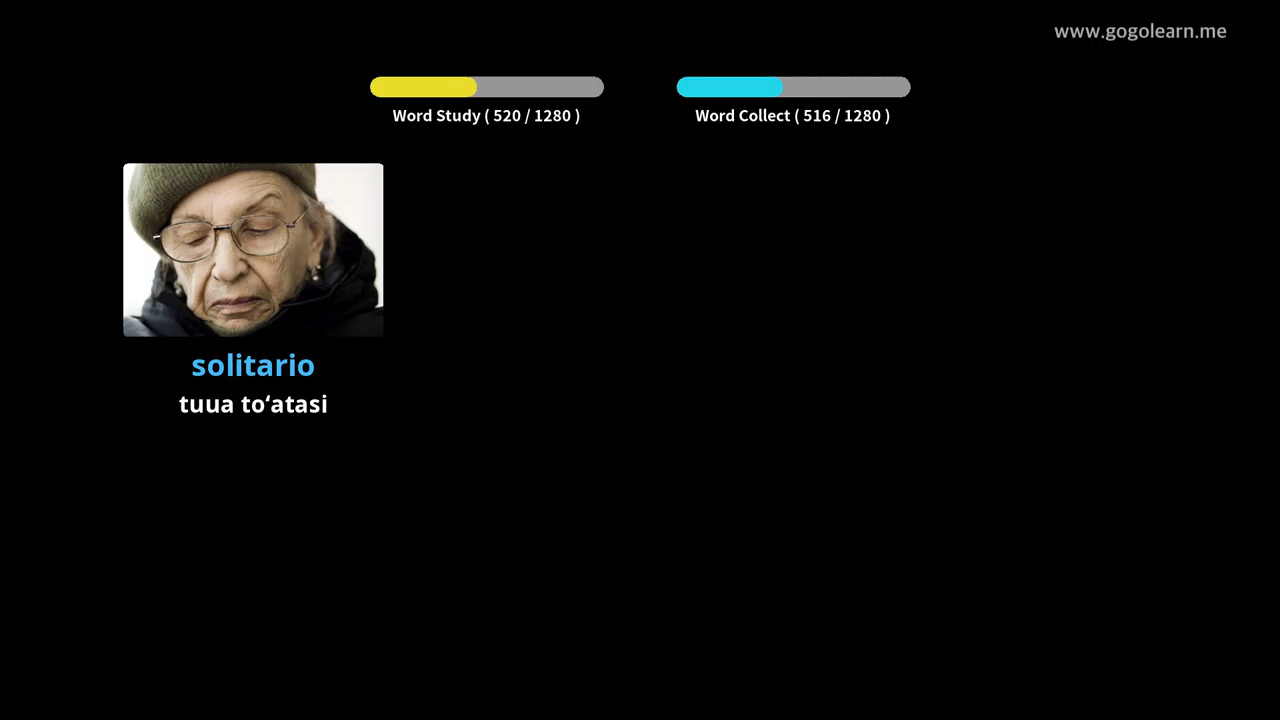 www.gogolearn.me
Word Study ( 520 / 1280 )
Word Collect ( 516 / 1280 )
solitario
tuua toʻatasi